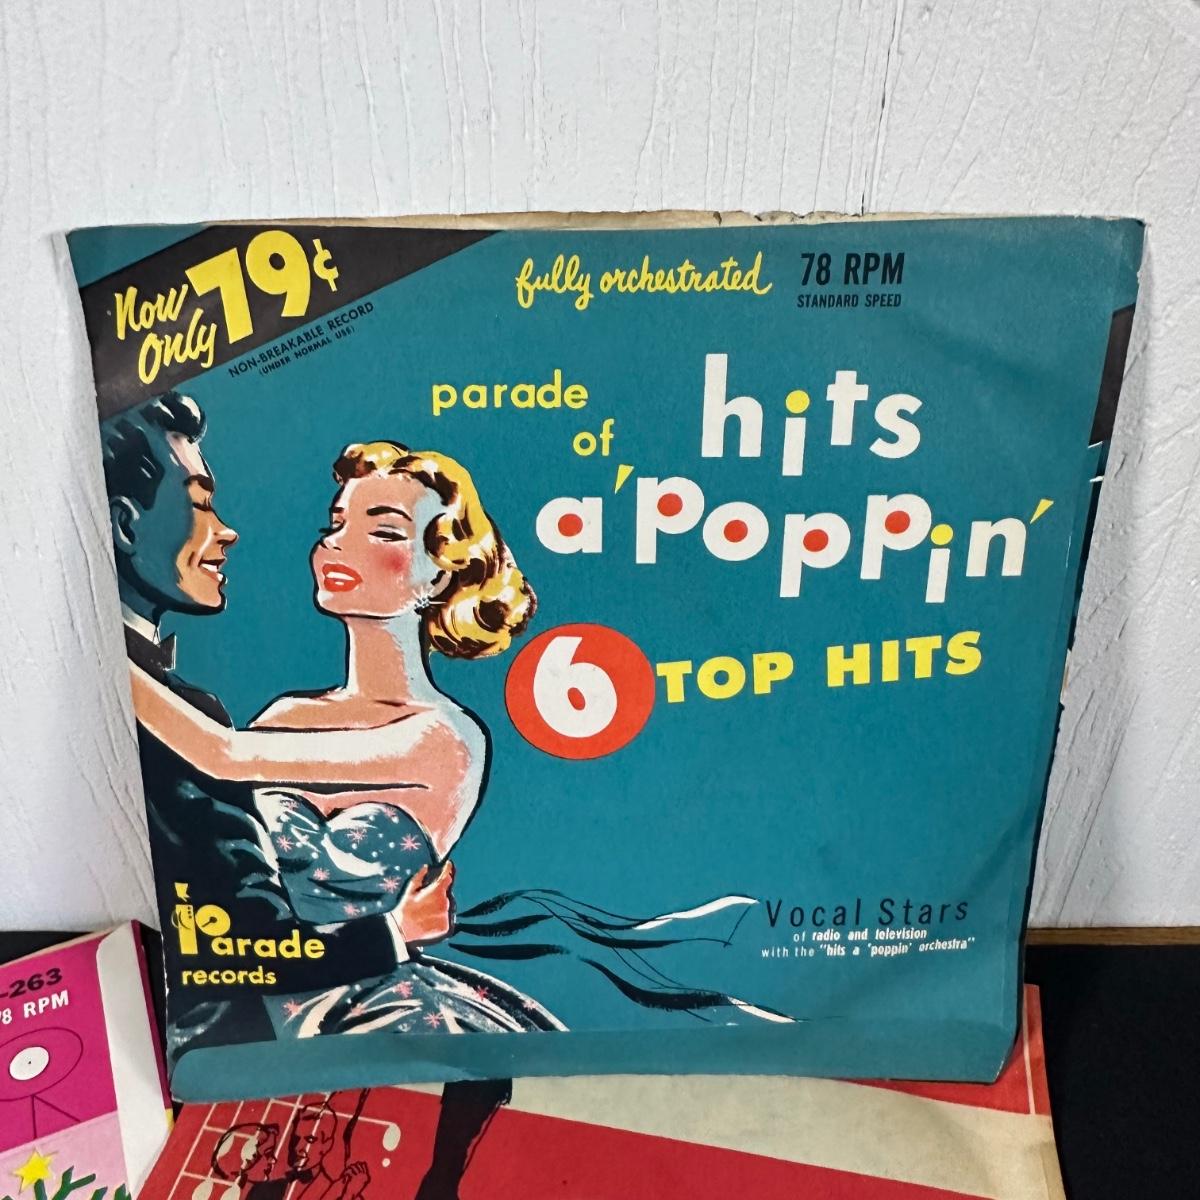 Now
Only 79¢
NON-BREAKABLE RECORD
(UNDER NORMAL USE)
fully orchestrated
78 RPM
STANDARD SPEED
parade
of
hits
a'poppin'
6 TOP HITS
Parade
records
Vocal Stars
of radio and television
with the "hits a 'poppin' orchestra"
-263
78 RPM